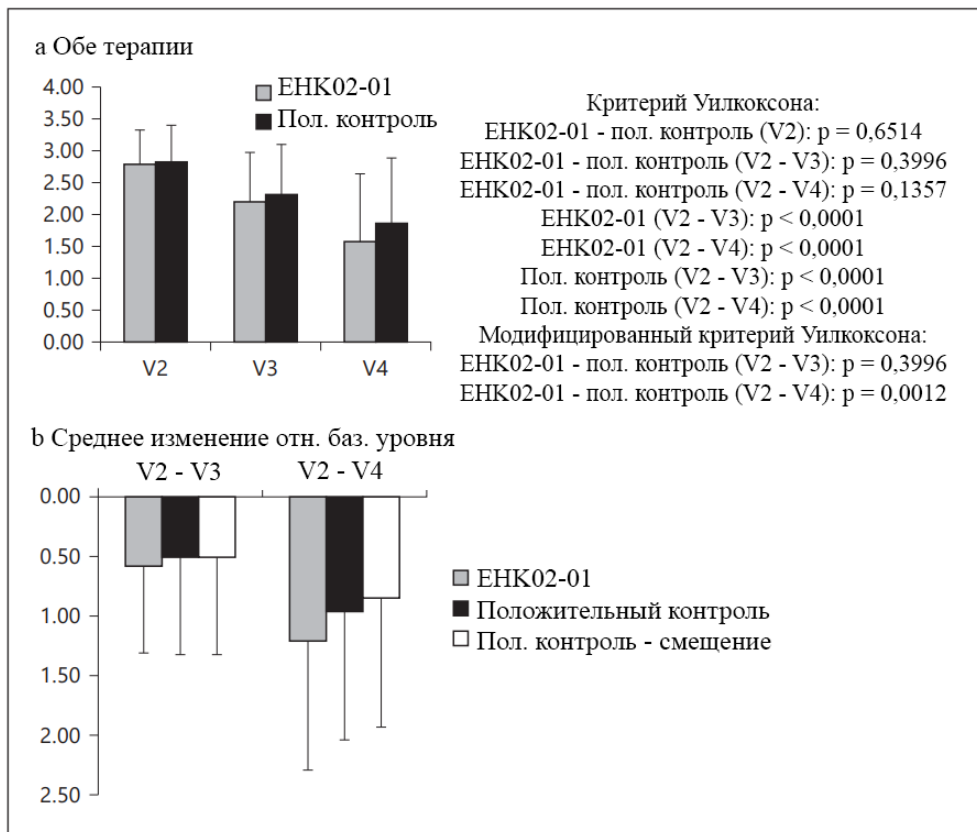 a Обе терапии
4.00
3.50
3.00
2.50
2.00
1.50
1.00
0.50
0.00
V2
V3
V4
EHK02-01
Пол. контроль
Критерий Уилкоксона:
EHK02-01 - пол. контроль (V2): p = 0,6514
EHK02-01 - пол. контроль (V2 - V3): p = 0,3996
EHK02-01 - пол. контроль (V2 - V4): p = 0,1357
EHK02-01 (V2 - V3): p < 0,0001
EHK02-01 (V2 - V4): p < 0,0001
Пол. контроль (V2 - V3): p < 0,0001
Пол. контроль (V2 - V4): p < 0,0001
Модифицированный критерий Уилкоксона:
EHK02-01 - пол. контроль (V2 - V3): p = 0,3996
EHK02-01 - пол. контроль (V2 - V4): p = 0,0012
b Среднее изменение отн. баз. уровня
V2 - V3
V2 - V4
0.00
0.50
1.00
1.50
2.00
2.50
EHK02-01
Положительный контроль
Пол. контроль - смещение